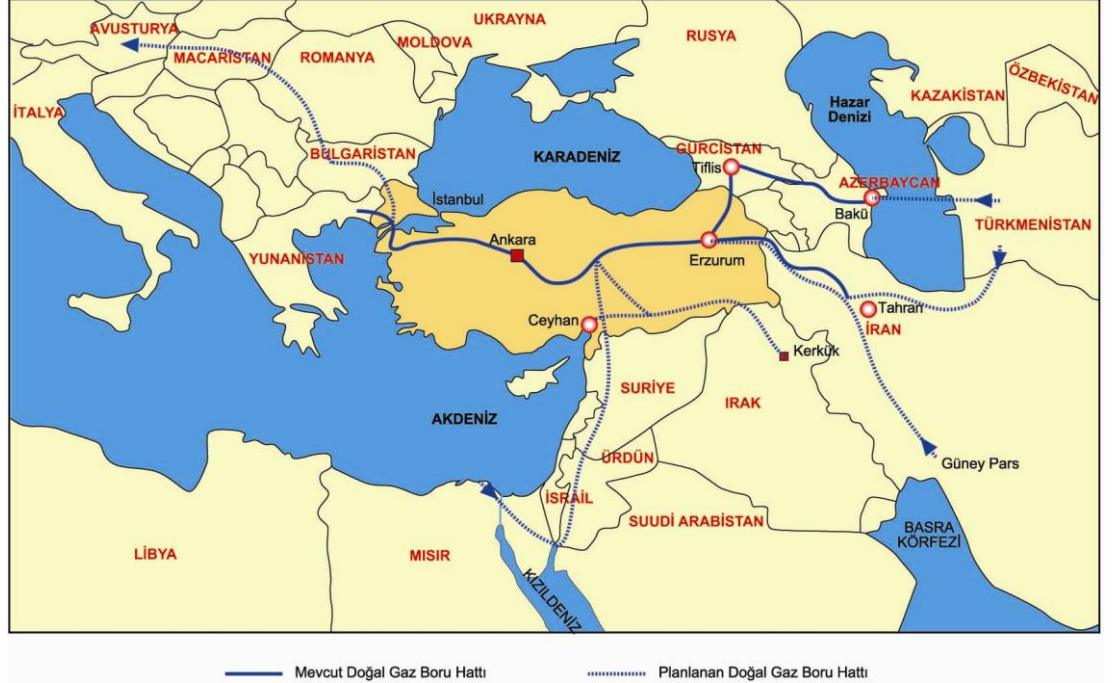 UKRAYNA
AVUSTURYA
RUSYA
MOLDOVA
MACARİSTAN
ROMANYA
ÖZBEKİSTAN
KAZAKİSTAN
Hazar
Denizi
İTALYA
BULGARİSTAN
KARADENİZ
GÜRCİSTAN
Tiflis
AZERBAYCAN
İstanbul
Bakü
TÜRKMENİSTAN
Ankara
YUNANİSTAN
Erzurum
Tahran
Ceyhan
İRAN
Kerkük
SURİYE
IRAK
AKDENİZ
ÜRDÜN
Güney Pars
İSRAİL
SUUDİ ARABİSTAN
BASRA
KÖRFEZİ
LİBYA
MISIR
KIZILDENİZ
Mevcut Doğal Gaz Boru Hattı
Planlanan Doğal Gaz Boru Hattı